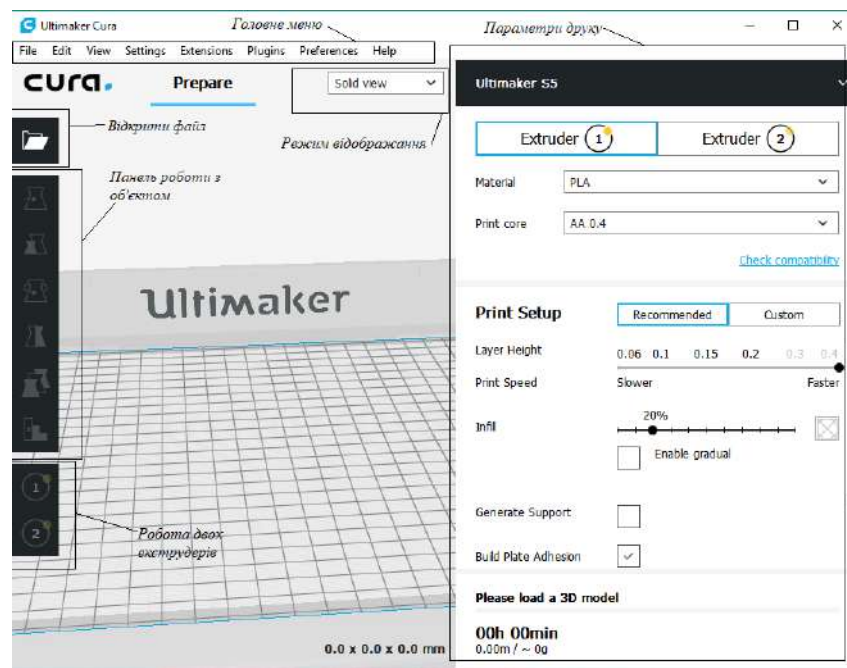 Ultimaker Cura
Головне меню
Параметри друку
File Edit View Settings Extensions Plugins Preferences Help
cura.
Prepare
Solid view
Ultimaker S5
Відкрити файл
Режим відображання
Extruder 1
Extruder 2
Панель роботи з
об'єктом
Material PLA
Print core AA 0.4
Check compatibility
Ultimaker
Print Setup
Recommended
Custom
Layer Height
0.06 0.1 0.15 0.2 0.3 0.4
Print Speed
Slower
Faster
Infill
20%
Enable gradual
1
2
Робота двох
екструдерів
Generate Support
Build Plate Adhesion
Please load a 3D model
00h 00min
0.00m / ~ 0g
0.0 x 0.0 x 0.0 mm